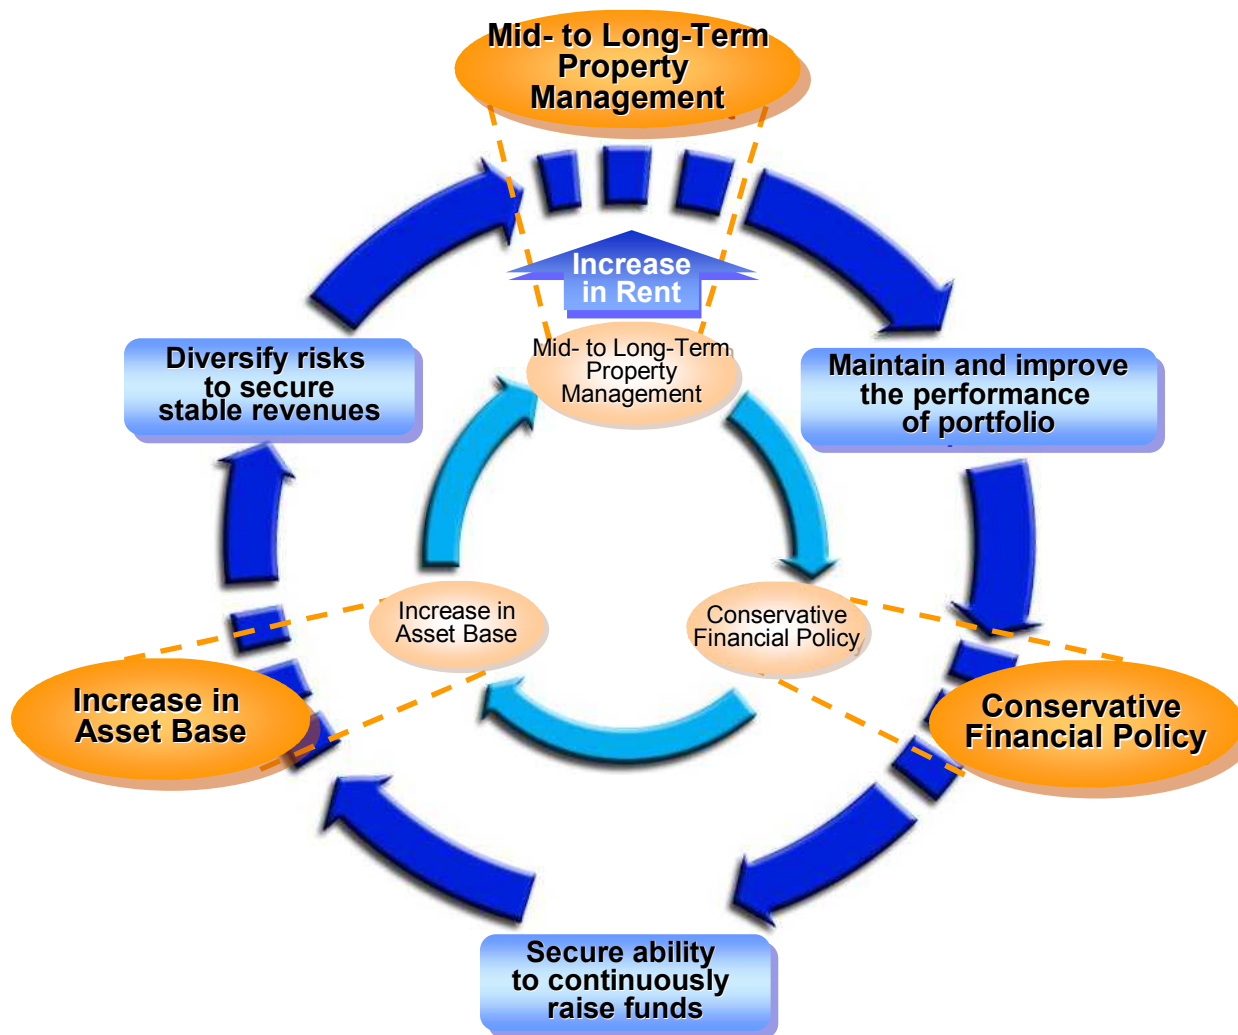 Mid- to Long-Term
Property
Management
Increase
in Rent
Mid- to Long-Term
Property
Management
Diversify risks
to secure
stable revenues
Maintain and improve
the performance
of portfolio
Increase in
Asset Base
Conservative
Financial Policy
Increase in
Asset Base
Conservative
Financial Policy
Secure ability
to continuously
raise funds